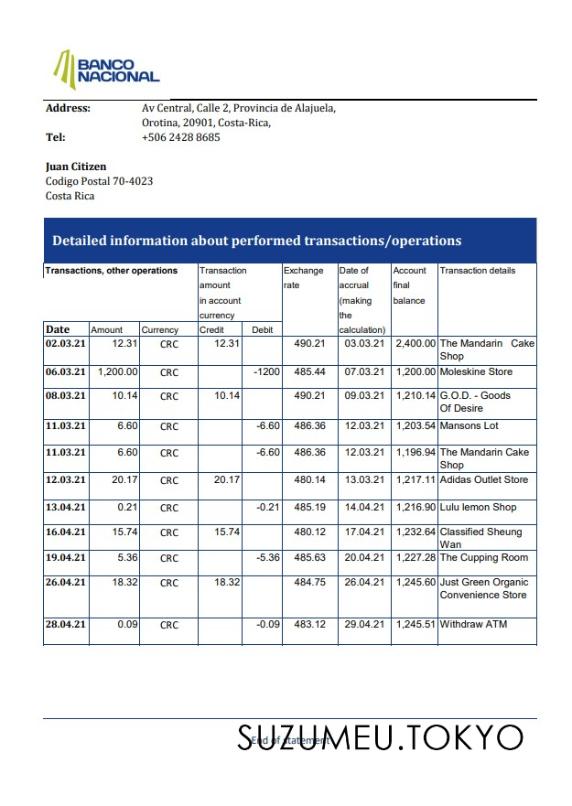 BANCO
NACIONAL
Address: Av Central, Calle 2, Provincia de Alajuela,
Orotina, 20901, Costa-Rica,
Tel: +506 2428 8685
Juan Citizen
Codigo Postal 70-4023
Costa Rica
Detailed information about performed transactions/operations
Transactions, other operations Transaction Exchange Date of Account Transaction details
amount rate accrual final
in account (making balance
currency the
Date Amount Currency Credit Debit calculation)
02.03.21 12.31 CRC 12.31 490.21 03.03.21 2,400.00 The Mandarin Cake
Shop
06.03.21 1,200.00 CRC -1200 485.44 07.03.21 1,200.00 Moleskine Store
08.03.21 10.14 CRC 10.14 490.21 09.03.21 1,210.14 G.O.D. - Goods
Of Desire
11.03.21 6.60 CRC -6.60 486.36 12.03.21 1,203.54 Mansons Lot
11.03.21 6.60 CRC -6.60 486.36 12.03.21 1,196.94 The Mandarin Cake
Shop
12.03.21 20.17 CRC 20.17 480.14 13.03.21 1,217.11 Adidas Outlet Store
13.04.21 0.21 CRC -0.21 485.19 14.04.21 1,216.90 Lulu lemon Shop
16.04.21 15.74 CRC 15.74 480.12 17.04.21 1,232.64 Classified Sheung
Wan
19.04.21 5.36 CRC -5.36 485.63 20.04.21 1,227.28 The Cupping Room
26.04.21 18.32 CRC 18.32 484.75 26.04.21 1,245.60 Just Green Organic
Convenience Store
28.04.21 0.09 CRC -0.09 483.12 29.04.21 1,245.51 Withdraw ATM
End of statement
SUZUMEU.TOKYO